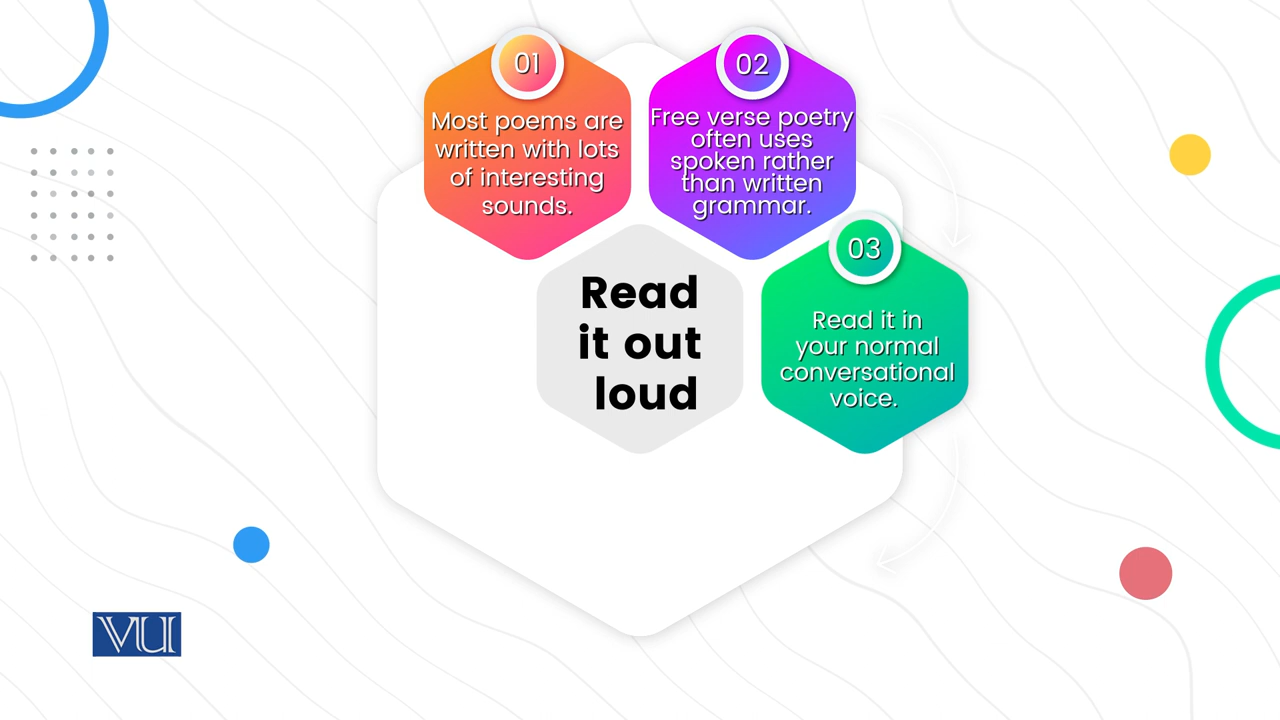 01
Most poems are
written with lots
of interesting
sounds.
02
Free verse poetry
often uses
spoken rather
than written
grammar.
03
Read it in
your normal
conversational
voice.
Read
it out
loud
VU